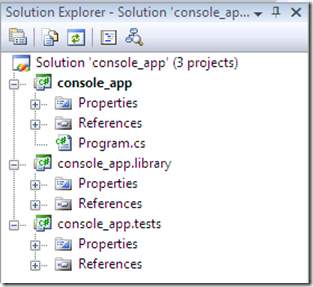 Solution Explorer - Solution 'console_ap...
Solution 'console_app' (3 projects)
console_app
Properties
References
Program.cs
console_app.library
Properties
References
console_app.tests
Properties
References